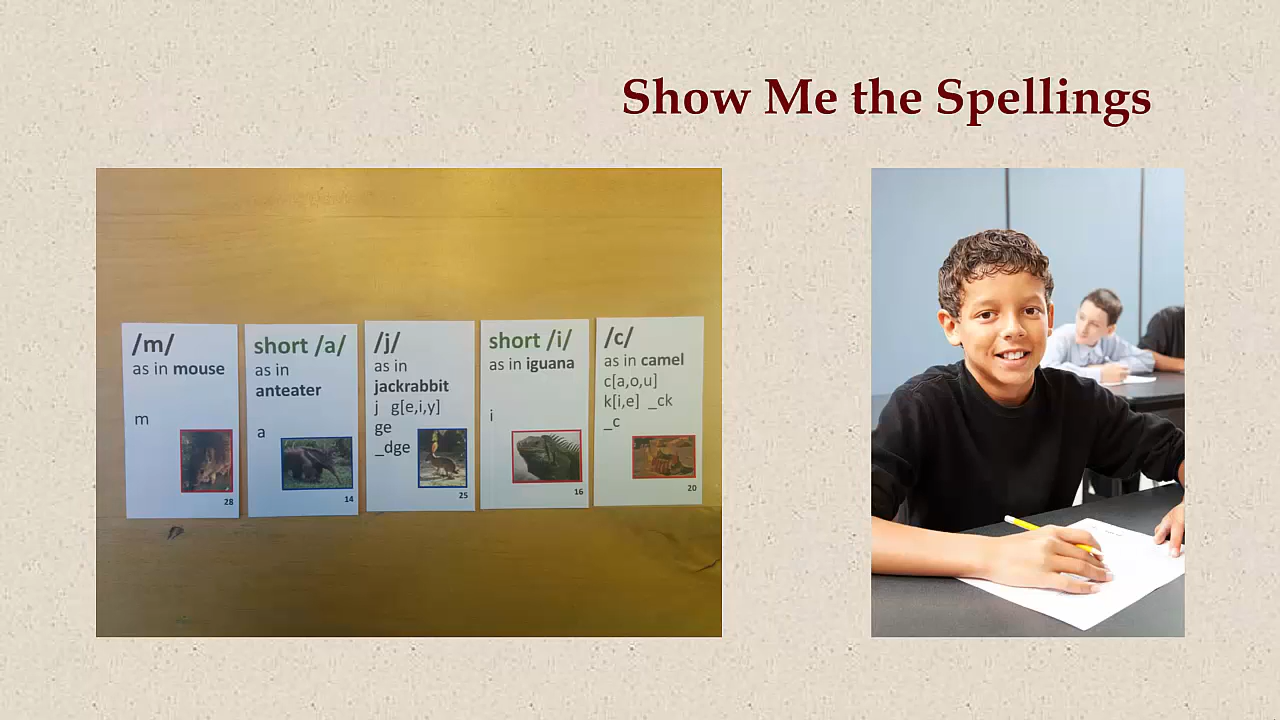 Show Me the Spellings
/m/
as in mouse
m
28
short /a/
as in
anteater
a
14
/j/
as in
jackrabbit
j g[e,i,y]
ge
_dge
25
short /i/
as in iguana
i
16
/c/
as in camel
c[a,o,u]
k[i,e] _ck
_c
20